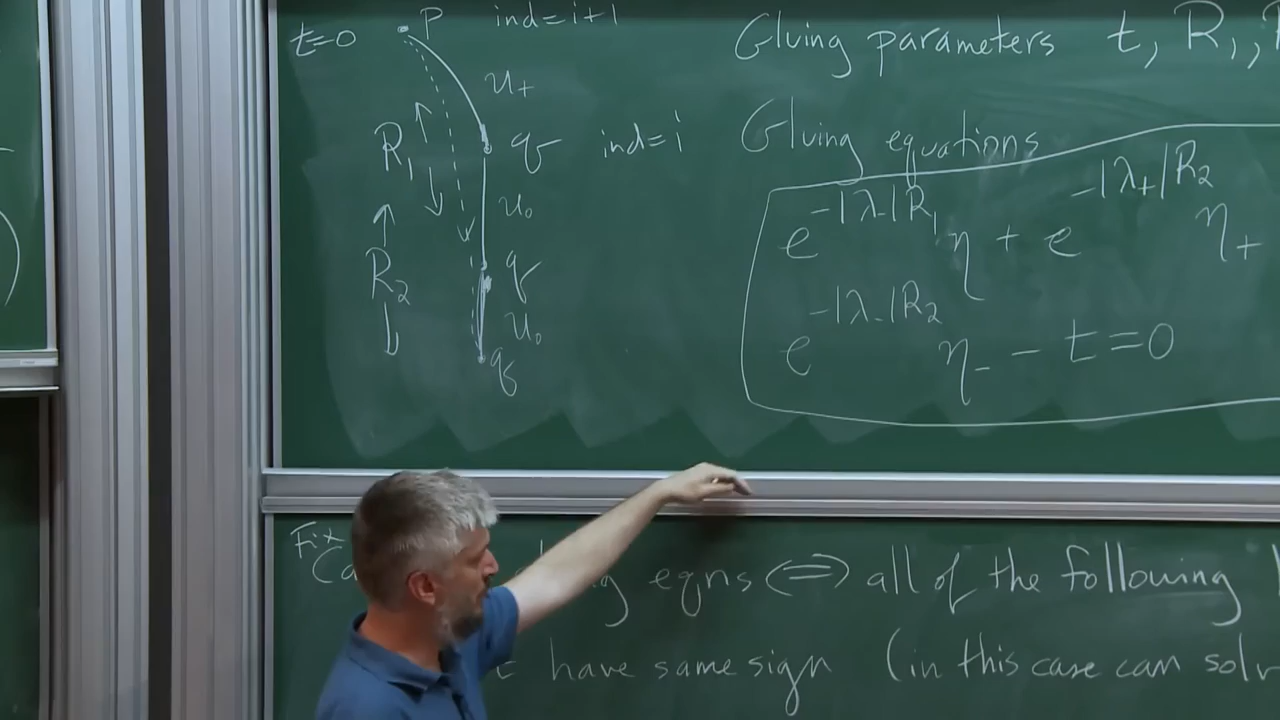 t=0 P ind=i+1
u₊
R₁ q ind=i
u₀
R₂ q
u₀
q
Gluing parameters t, R₁,
Gluing equations
e^{-|λ₋|R₁} η₋ + e^{-|λ₊|R₂} η₊
e^{-|λ₋|R₂} η₋ - t = 0
Fix
eqns ⟺ all of the following
have same sign (in this case can solv